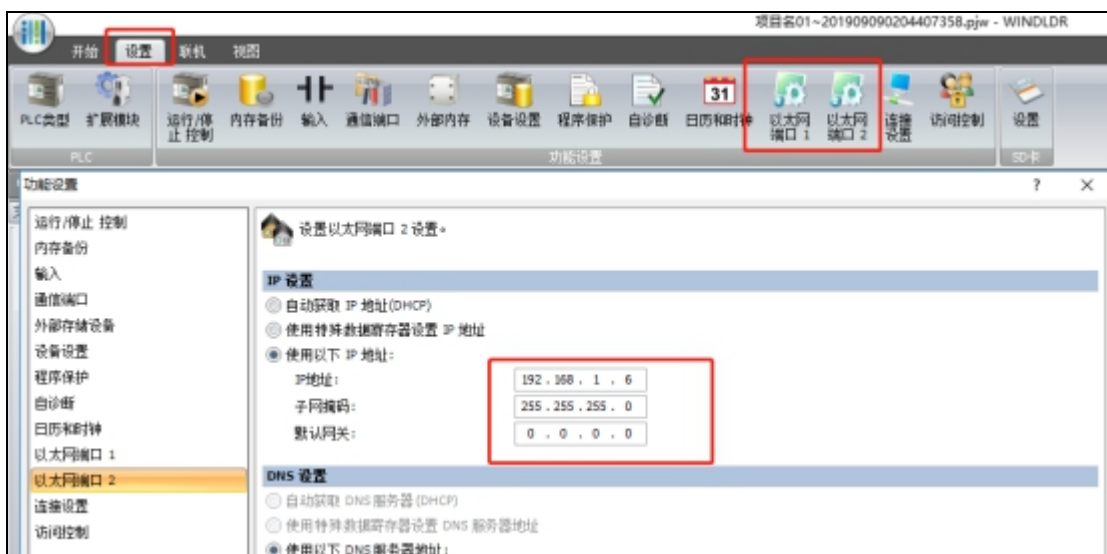 项目名01~201909090204407358.pjw - WINDLDR
开始 设置 联机 视图
PLC类型 扩展模块 运行/停止 控制 内存备份 输入 通信端口 外部内存 设备设置 程序保护 自诊断 31 日历和时钟 以太网端口 1 以太网端口 2 连接设置 访问控制 设置
PLC 功能设置 SD卡
功能设置 ? ×
运行/停止 控制
内存备份
输入
通信端口
外部存储设备
设备设置
程序保护
自诊断
日历和时钟
以太网端口 1
以太网端口 2
连接设置
访问控制
设置以太网端口 2 设置。
IP 设置
自动获取 IP 地址(DHCP)
使用特殊数据寄存器设置 IP 地址
使用以下 IP 地址:
IP地址: 192 . 168 . 1 . 6
子网掩码: 255 . 255 . 255 . 0
默认网关: 0 . 0 . 0 . 0
DNS 设置
自动获取 DNS 服务器 (DHCP)
使用特殊数据寄存器设置 DNS 服务器地址
使用以下 DNS 服务器地址: